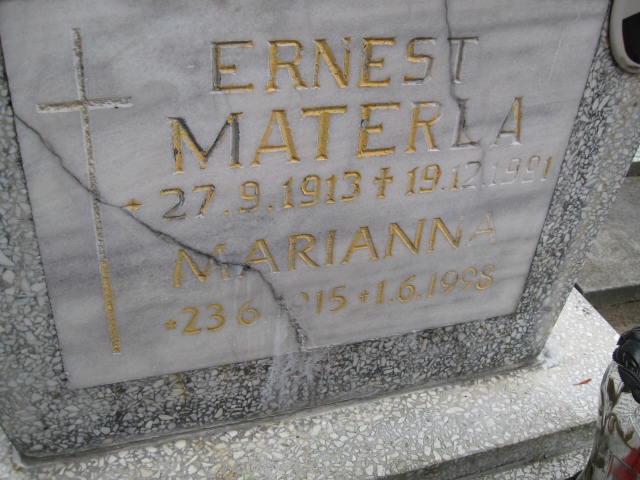 ERNEST
MATERLA
* 27.9.1913 ✝ 19.12.1991
MARIANNA
* 23.6.1915 ✝ 1.6.1998